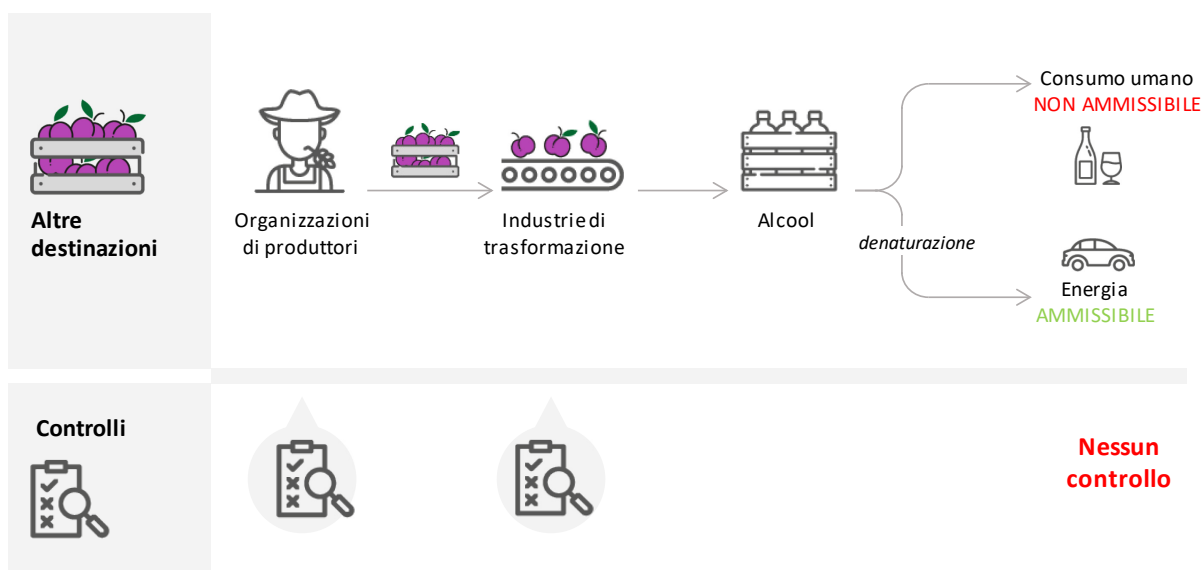 Altre
destinazioni
Organizzazioni
di produttori
Industrie di
trasformazione
Alcool
denaturazione
Consumo umano
NON AMMISSIBILE
Energia
AMMISSIBILE
Controlli
Nessun
controllo